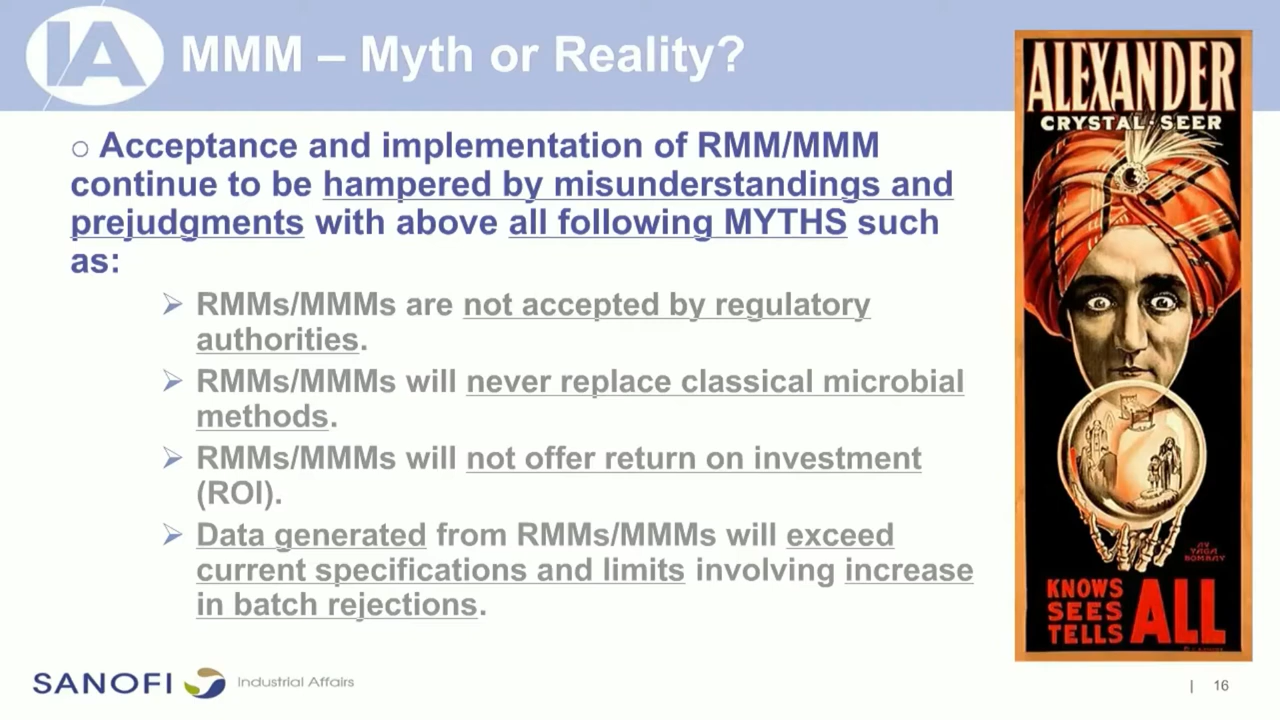 IA
MMM – Myth or Reality?
○ Acceptance and implementation of RMM/MMM
continue to be hampered by misunderstandings and
prejudgments with above all following MYTHS such
as:
➢ RMMs/MMMs are not accepted by regulatory
authorities.
➢ RMMs/MMMs will never replace classical microbial
methods.
➢ RMMs/MMMs will not offer return on investment
(ROI).
➢ Data generated from RMMs/MMMs will exceed
current specifications and limits involving increase
in batch rejections.
ALEXANDER
CRYSTAL-SEER
AV
YAGA
BOMBAY
KNOWS
SEES
TELLS
ALL
SANOFI Industrial Affairs
| 16